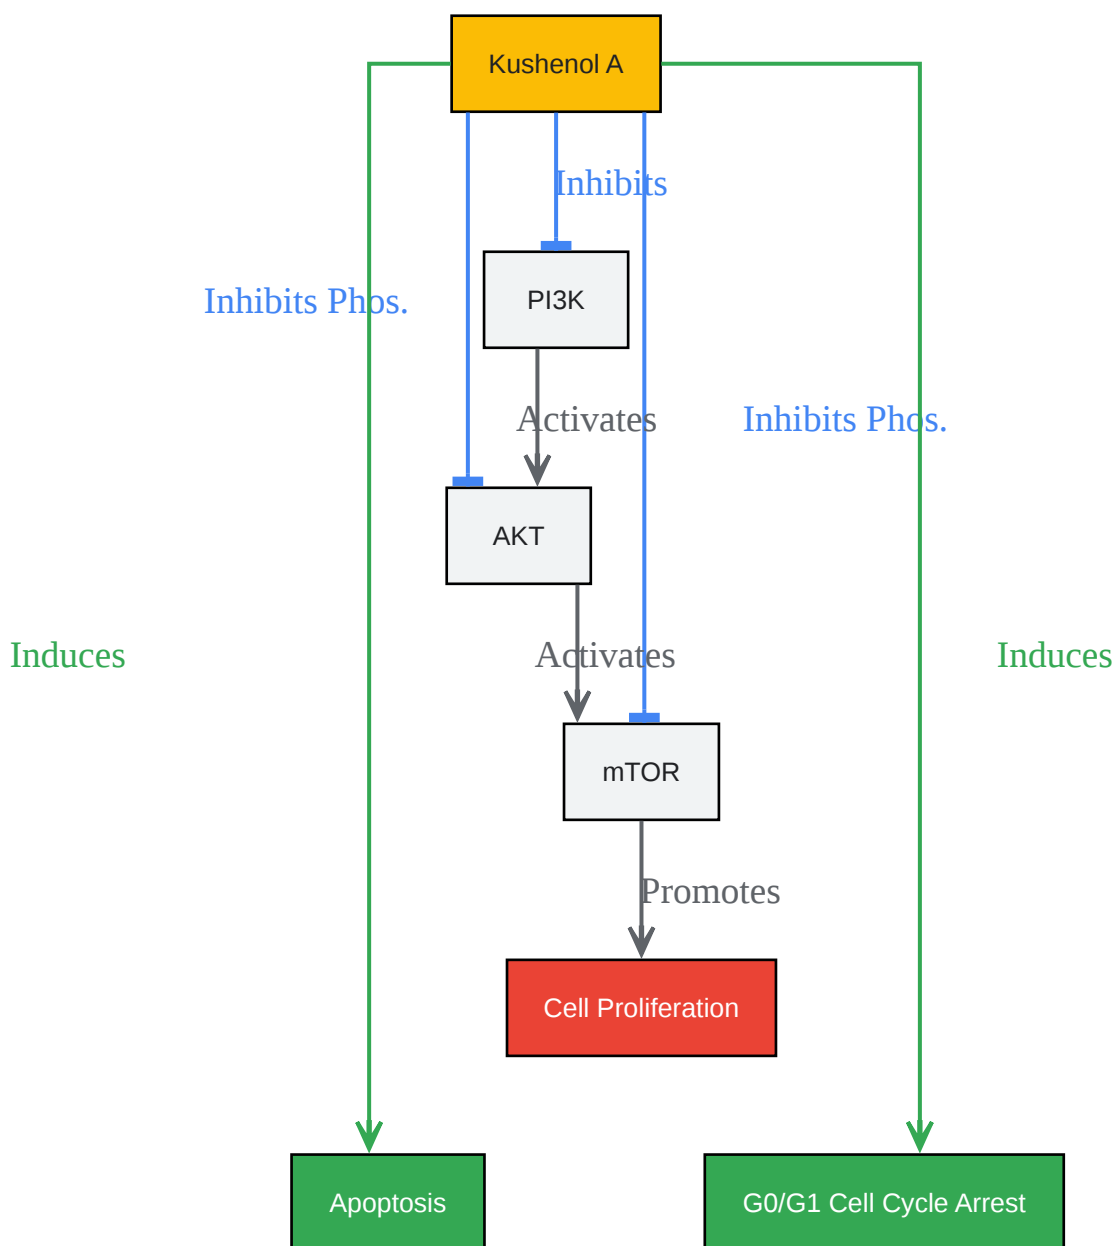 Kushenol A
Inhibits
PI3K
Inhibits Phos.
Activates
Inhibits Phos.
AKT
Induces
Activates
Induces
mTOR
Promotes
Cell Proliferation
Apoptosis
G0/G1 Cell Cycle Arrest